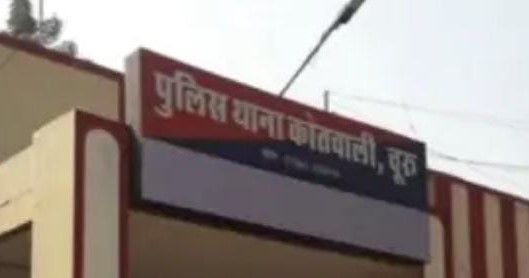 पुलिस थाना कोतवाली, चूरु